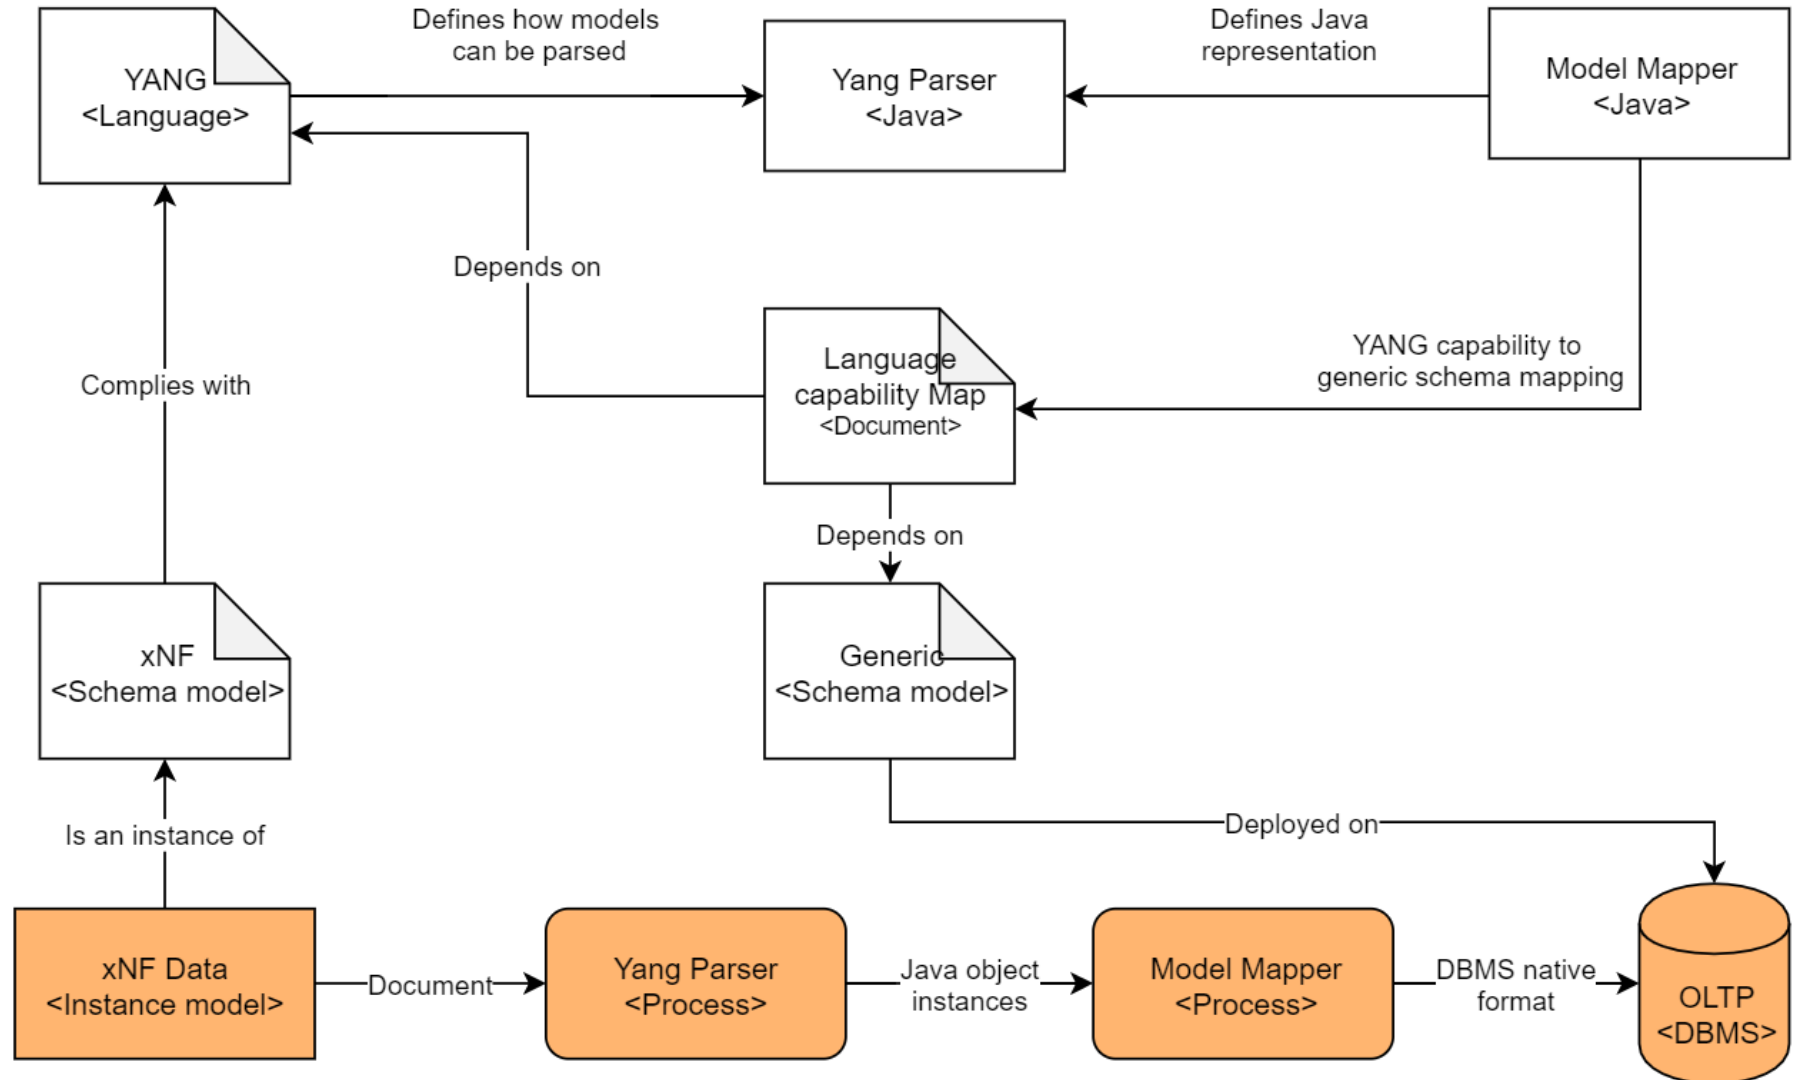 Defines how models
can be parsed
Defines Java
representation
YANG
<Language>
Yang Parser
<Java>
Model Mapper
<Java>
Depends on
Complies with
Language
capability Map
<Document>
YANG capability to
generic schema mapping
Depends on
xNF
<Schema model>
Generic
<Schema model>
Is an instance of
Deployed on
xNF Data
<Instance model>
Document
Yang Parser
<Process>
Java object
instances
Model Mapper
<Process>
DBMS native
format
OLTP
<DBMS>